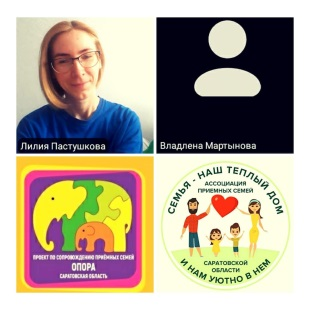 Лилия Пастушкова
Владлена Мартынова
ПРОЕКТ ПО СОПРОВОЖДЕНИЮ ПРИЁМНЫХ СЕМЕЙ
ОПОРА
САРАТОВСКАЯ ОБЛАСТЬ
СЕМЬЯ - НАШ ТЕПЛЫЙ ДОМ
АССОЦИАЦИЯ
ПРИЕМНЫХ СЕМЕЙ
САРАТОВСКОЙ
ОБЛАСТИ
И НАМ УЮТНО В НЕМ